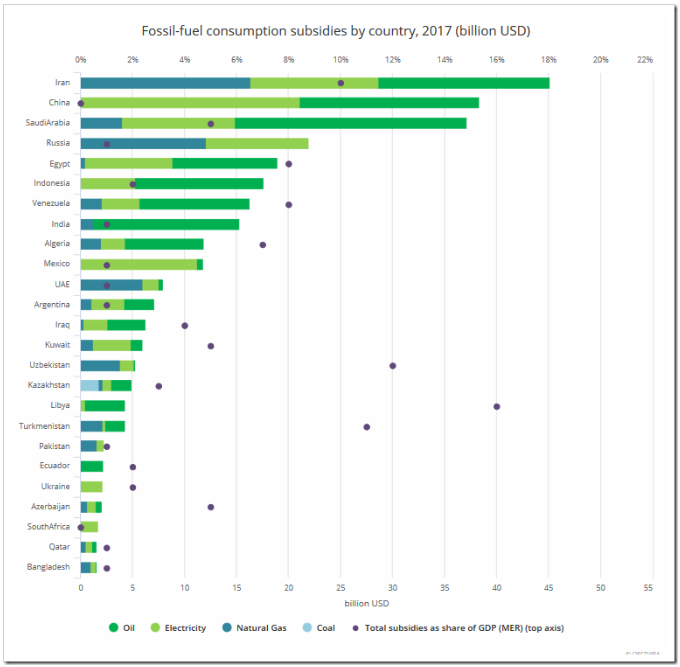 Fossil-fuel consumption subsidies by country, 2017 (billion USD)
0% 2% 4% 6% 8% 10% 12% 14% 16% 18% 20% 22%
Iran
China
SaudiArabia
Russia
Egypt
Indonesia
Venezuela
India
Algeria
Mexico
UAE
Argentina
Iraq
Kuwait
Uzbekistan
Kazakhstan
Libya
Turkmenistan
Pakistan
Ecuador
Ukraine
Azerbaijan
SouthAfrica
Qatar
Bangladesh
0 5 10 15 20 25 30 35 40 45 50 55
billion USD
Oil Electricity Natural Gas Coal Total subsidies as share of GDP (MER) (top axis)